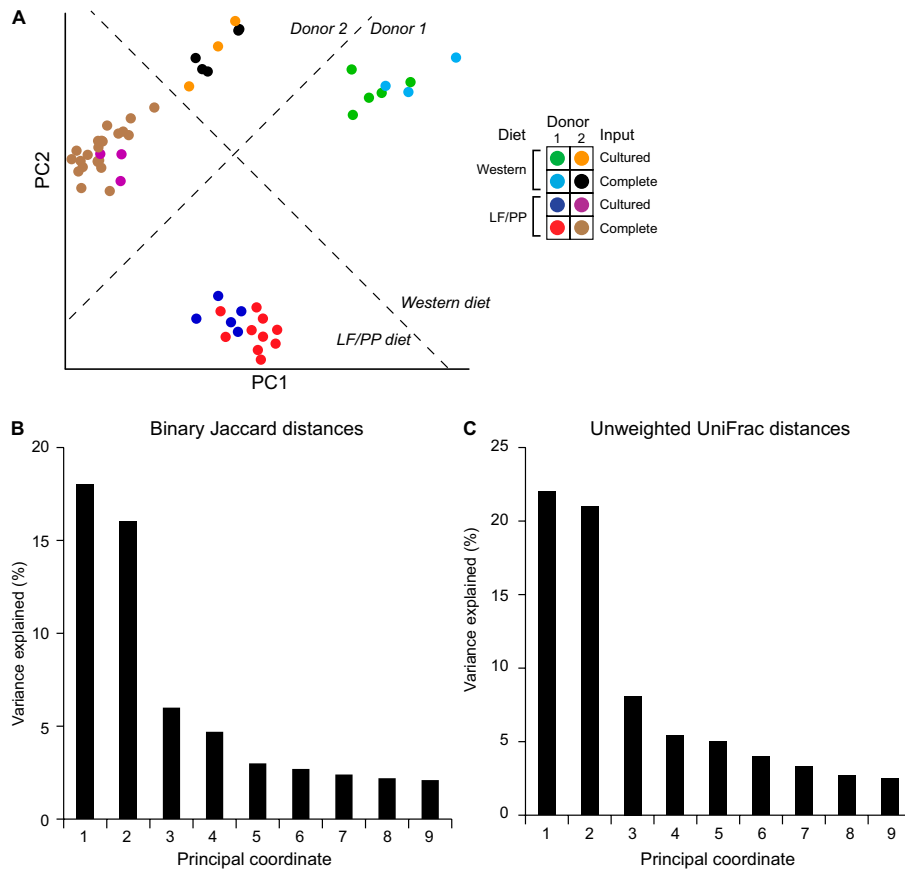 A
Donor 2
Donor 1
PC2
Western diet
LF/PP diet
PC1
Donor
Diet 1 2 Input
Western
Cultured
Complete
LF/PP
Cultured
Complete
B
Binary Jaccard distances
20
15
10
5
0
Variance explained (%)
1 2 3 4 5 6 7 8 9
Principal coordinate
C
Unweighted UniFrac distances
25
20
15
10
5
0
Variance explained (%)
1 2 3 4 5 6 7 8 9
Principal coordinate